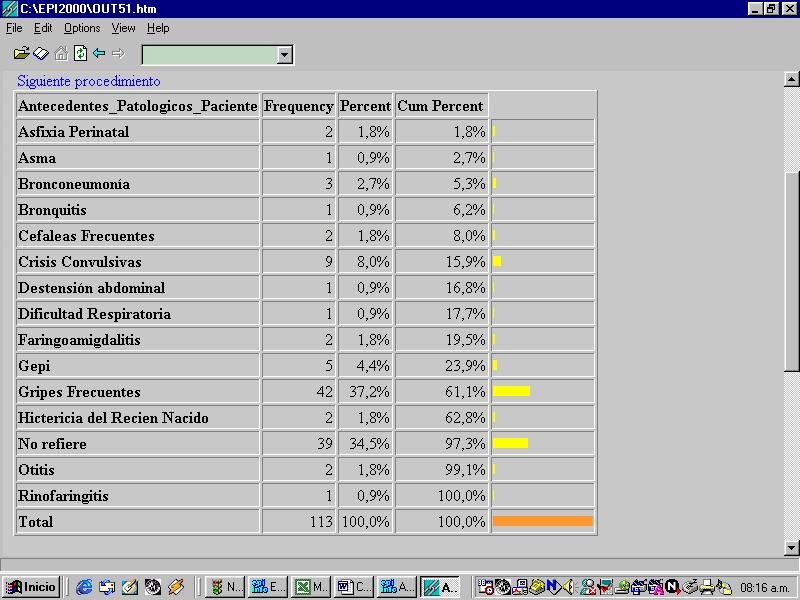 C:\EPI2000\OUT51.htm
File Edit Options View Help
Siguiente procedimiento
Antecedentes_Patologicos_Paciente Frequency Percent Cum Percent
Asfixia Perinatal 2 1,8% 1,8%
Asma 1 0,9% 2,7%
Bronconeumonía 3 2,7% 5,3%
Bronquitis 1 0,9% 6,2%
Cefaleas Frecuentes 2 1,8% 8,0%
Crisis Convulsivas 9 8,0% 15,9%
Destensión abdominal 1 0,9% 16,8%
Dificultad Respiratoria 1 0,9% 17,7%
Faringoamigdalitis 2 1,8% 19,5%
Gepi 5 4,4% 23,9%
Gripes Frecuentes 42 37,2% 61,1%
Hictericia del Recien Nacido 2 1,8% 62,8%
No refiere 39 34,5% 97,3%
Otitis 2 1,8% 99,1%
Rinofaringitis 1 0,9% 100,0%
Total 113 100,0% 100,0%
Inicio N... E... M... C... A... A... 08:16 a.m.